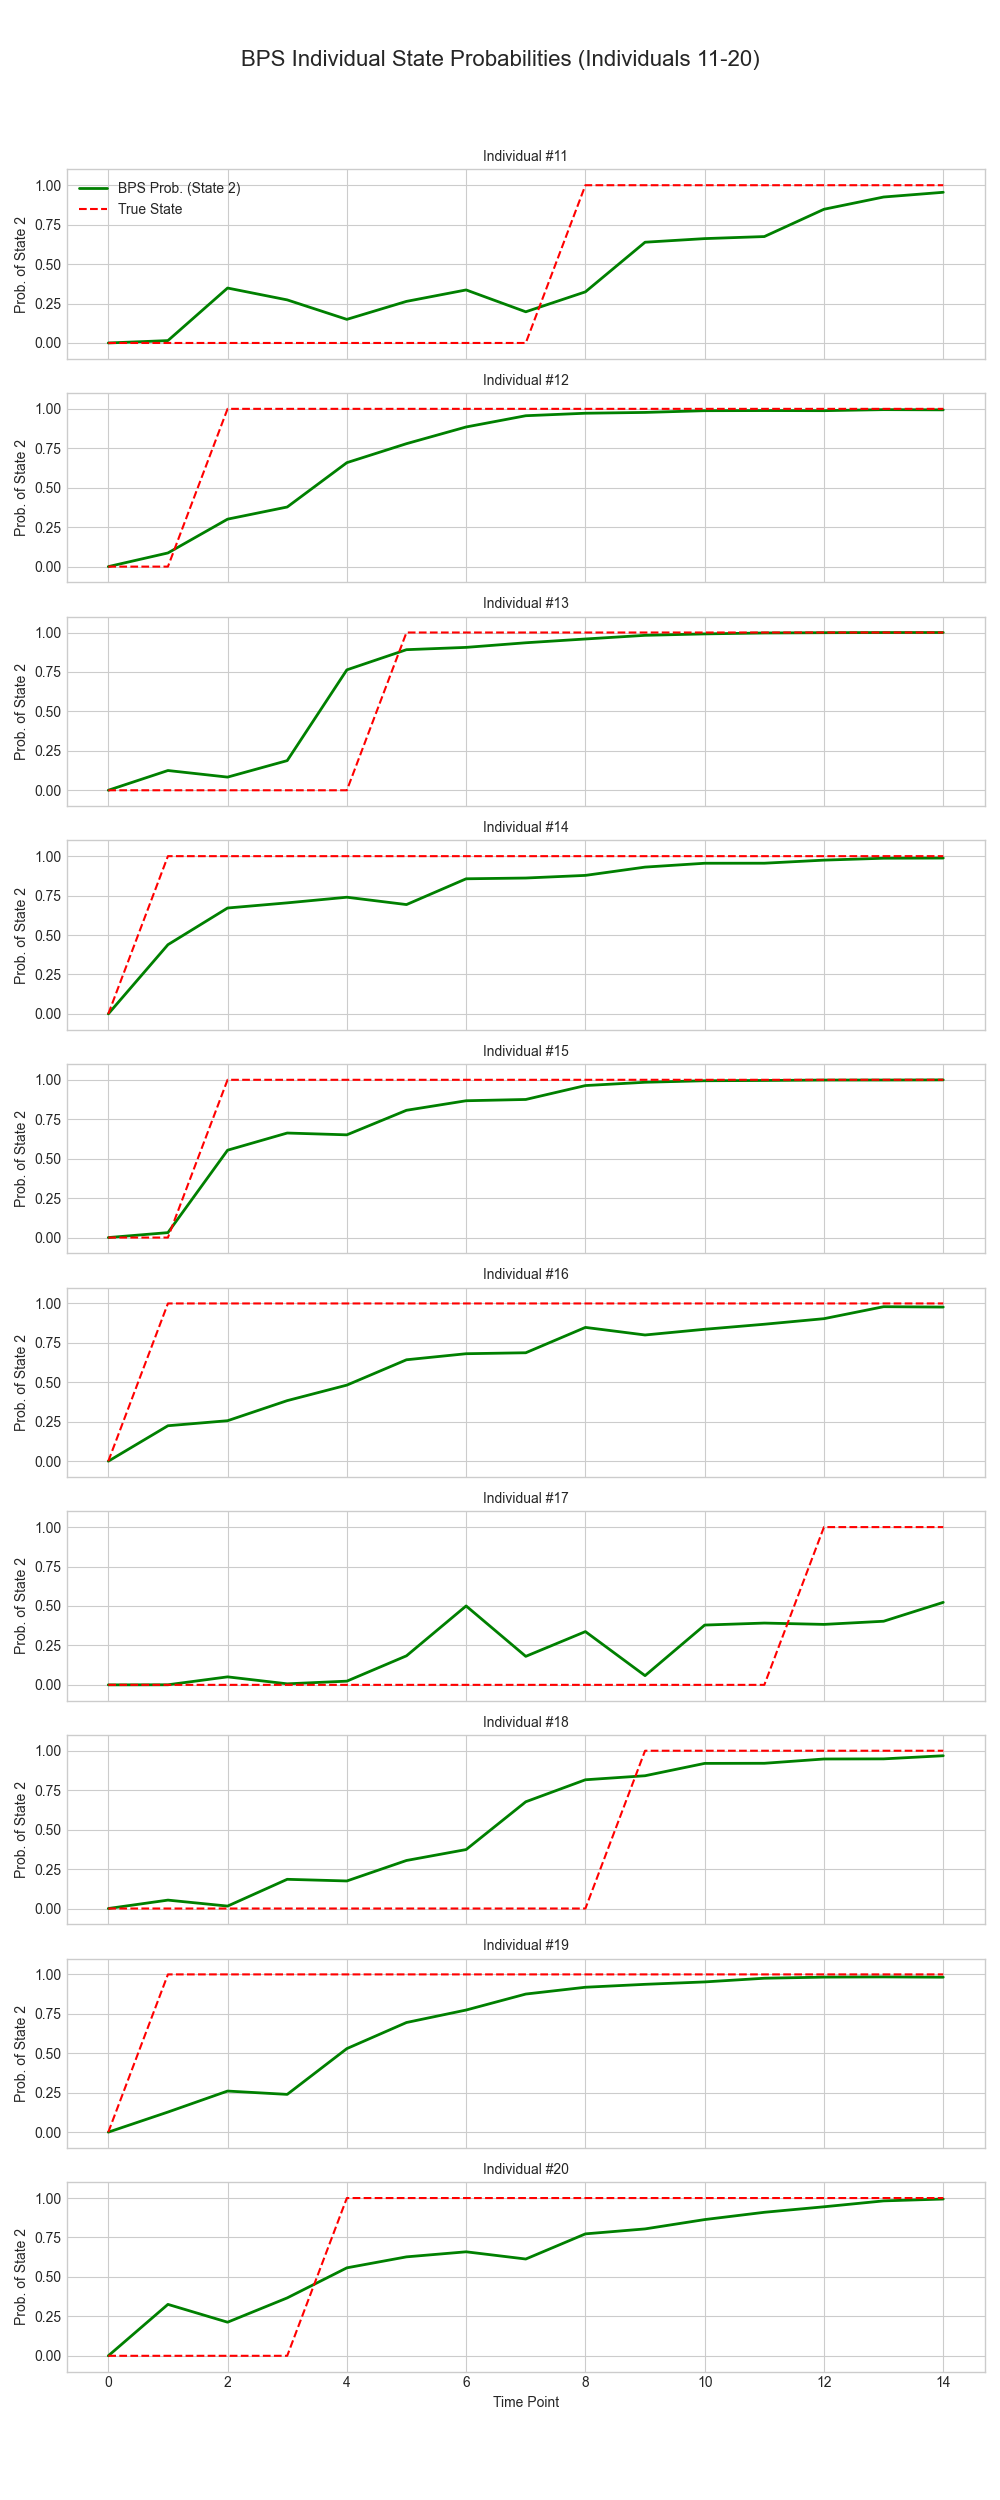 BPS Individual State Probabilities (Individuals 11-20)
Individual #11
Prob. of State 2
1.00
0.75
0.50
0.25
0.00
BPS Prob. (State 2)
True State
Individual #12
Prob. of State 2
1.00
0.75
0.50
0.25
0.00
Individual #13
Prob. of State 2
1.00
0.75
0.50
0.25
0.00
Individual #14
Prob. of State 2
1.00
0.75
0.50
0.25
0.00
Individual #15
Prob. of State 2
1.00
0.75
0.50
0.25
0.00
Individual #16
Prob. of State 2
1.00
0.75
0.50
0.25
0.00
Individual #17
Prob. of State 2
1.00
0.75
0.50
0.25
0.00
Individual #18
Prob. of State 2
1.00
0.75
0.50
0.25
0.00
Individual #19
Prob. of State 2
1.00
0.75
0.50
0.25
0.00
Individual #20
Prob. of State 2
1.00
0.75
0.50
0.25
0.00
0 2 4 6 8 10 12 14
Time Point